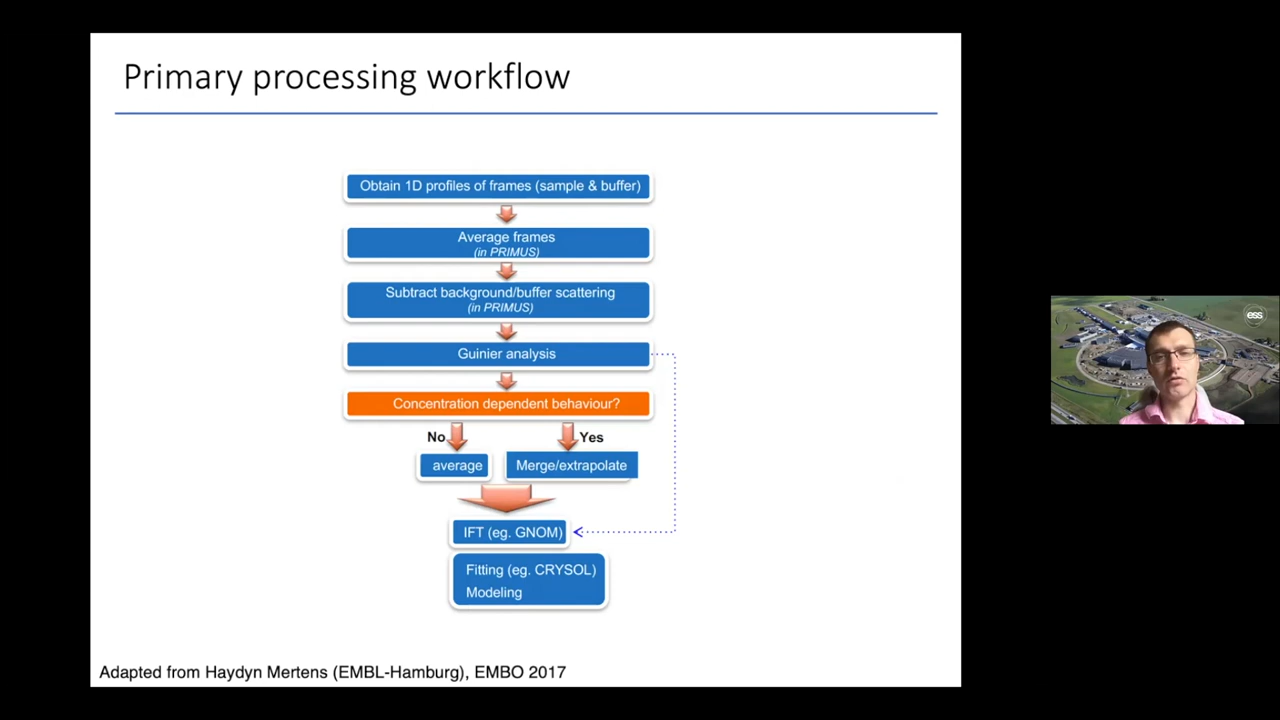 Primary processing workflow
Obtain 1D profiles of frames (sample & buffer)
Average frames
(in PRIMUS)
Subtract background/buffer scattering
(in PRIMUS)
Guinier analysis
Concentration dependent behaviour?
No
Yes
average
Merge/extrapolate
IFT (eg. GNOM)
Fitting (eg. CRYSOL)
Modeling
Adapted from Haydyn Mertens (EMBL-Hamburg), EMBO 2017
ess